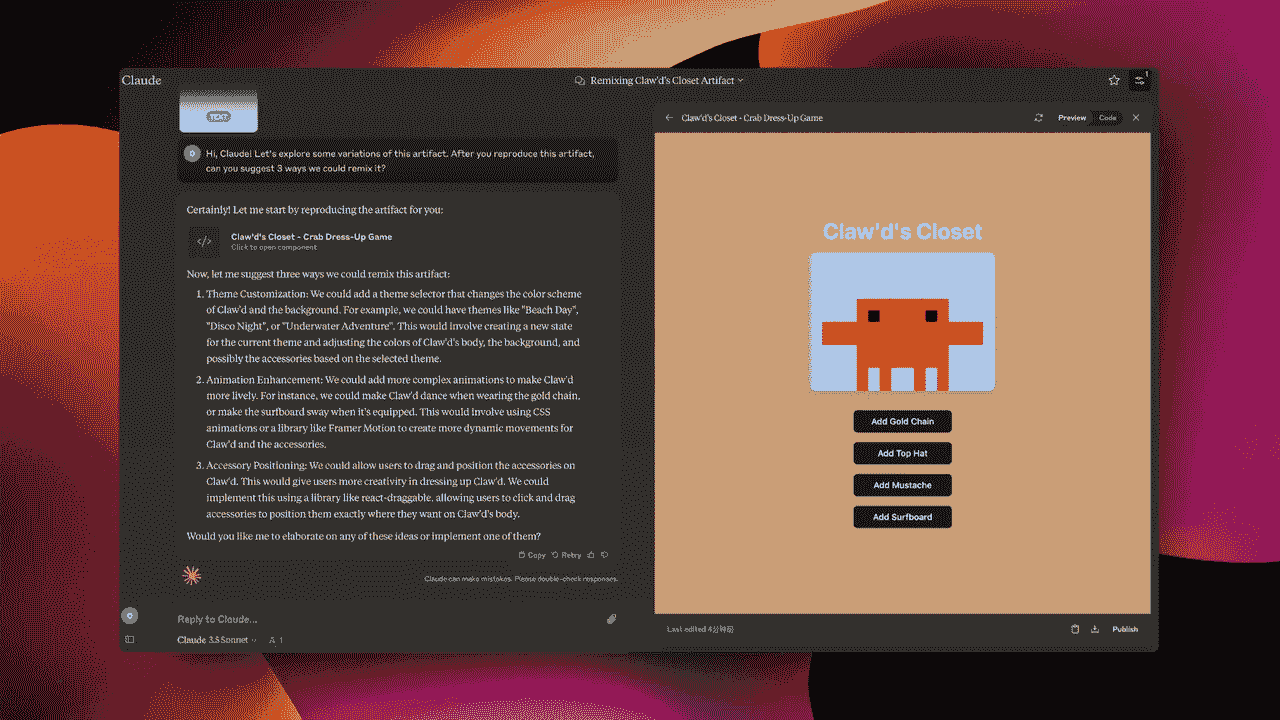 Claude
Remixing Claw'd's Closet Artifact
1
TEXT
Claw'd's Closet - Crab Dress-Up Game
Preview
Code
D
Hi, Claude! Let's explore some variations of this artifact. After you reproduce this artifact,
can you suggest 3 ways we could remix it?
Certainly! Let me start by reproducing the artifact for you:
</>
Claw'd's Closet - Crab Dress-Up Game
Click to open component
Now, let me suggest three ways we could remix this artifact:
1. Theme Customization: We could add a theme selector that changes the color scheme
of Claw'd and the background. For example, we could have themes like "Beach Day",
"Disco Night", or "Underwater Adventure". This would involve creating a new state
for the current theme and adjusting the colors of Claw'd's body, the background, and
possibly the accessories based on the selected theme.
2. Animation Enhancement: We could add more complex animations to make Claw'd
more lively. For instance, we could make Claw'd dance when wearing the gold chain,
or make the surfboard sway when it's equipped. This would involve using CSS
animations or a library like Framer Motion to create more dynamic movements for
Claw'd and the accessories.
3. Accessory Positioning: We could allow users to drag and position the accessories on
Claw'd. This would give users more creativity in dressing up Claw'd. We could
implement this using a library like react-draggable, allowing users to click and drag
accessories to position them exactly where they want on Claw'd's body.
Would you like me to elaborate on any of these ideas or implement one of them?
Copy
Retry
Claude can make mistakes. Please double-check responses.
Reply to Claude...
Claude 3.5 Sonnet
1
Claw'd's Closet
Add Gold Chain
Add Top Hat
Add Mustache
Add Surfboard
Last edited 4分钟前
Publish